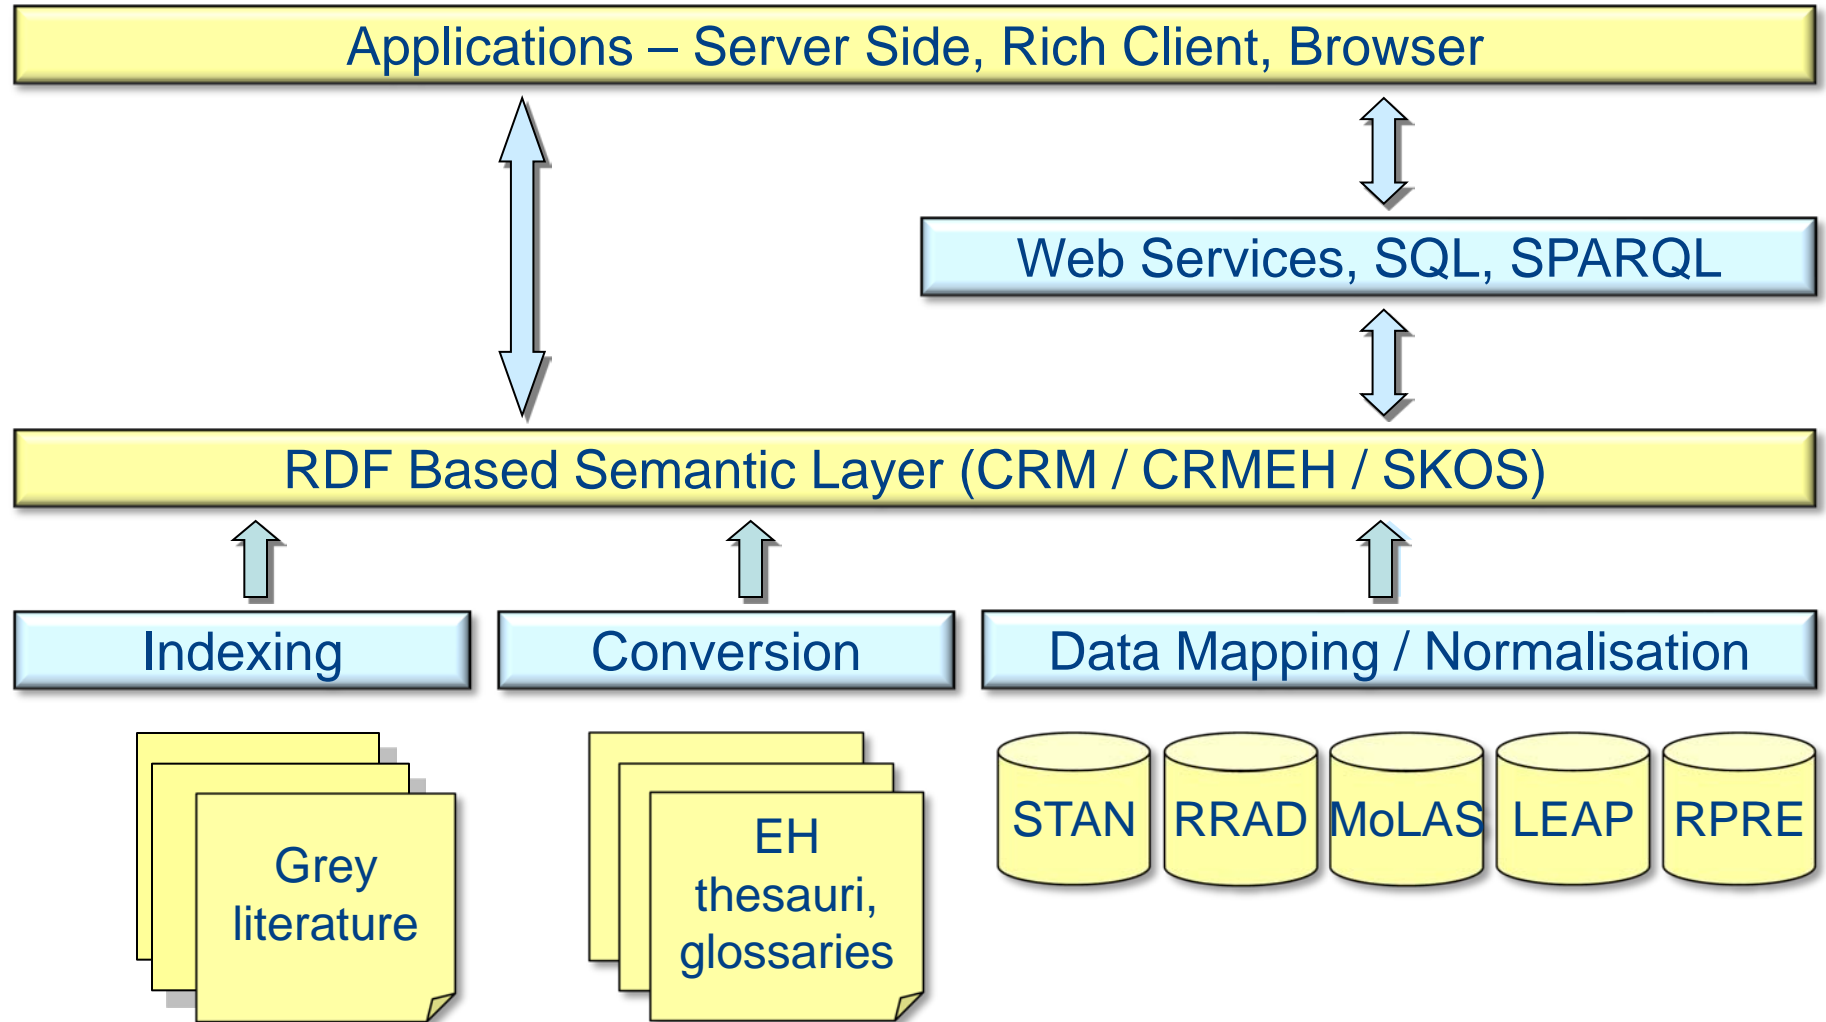 Applications – Server Side, Rich Client, Browser
Web Services, SQL, SPARQL
RDF Based Semantic Layer (CRM / CRMEH / SKOS)
Indexing
Conversion
Data Mapping / Normalisation
Grey
literature
EH
thesauri,
glossaries
STAN
RRAD
MoLAS
LEAP
RPRE